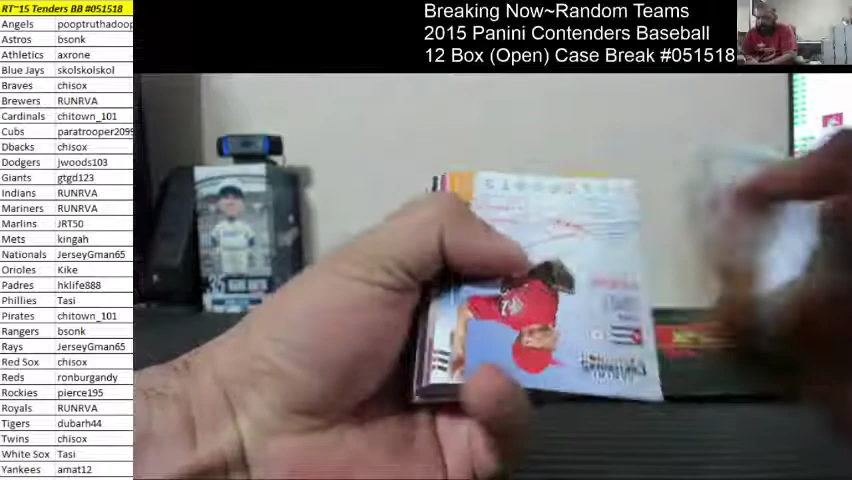 RT~15 Tenders BB #051518
Angels pooptruthadoop
Astros bsonk
Athletics axrone
Blue Jays skolskolskol
Braves chisox
Brewers RUNRVA
Cardinals chitown_101
Cubs paratrooper2099
Dbacks chisox
Dodgers jwoods103
Giants gtgd123
Indians RUNRVA
Mariners RUNRVA
Marlins JRT50
Mets kingah
Nationals JerseyGman65
Orioles Kike
Padres hklife888
Phillies Tasi
Pirates chitown_101
Rangers bsonk
Rays JerseyGman65
Red Sox chisox
Reds ronburgandy
Rockies pierce195
Royals RUNRVA
Tigers dubarh44
Twins chisox
White Sox Tasi
Yankees amat12
Breaking Now~Random Teams
2015 Panini Contenders Baseball
12 Box (Open) Case Break #051518